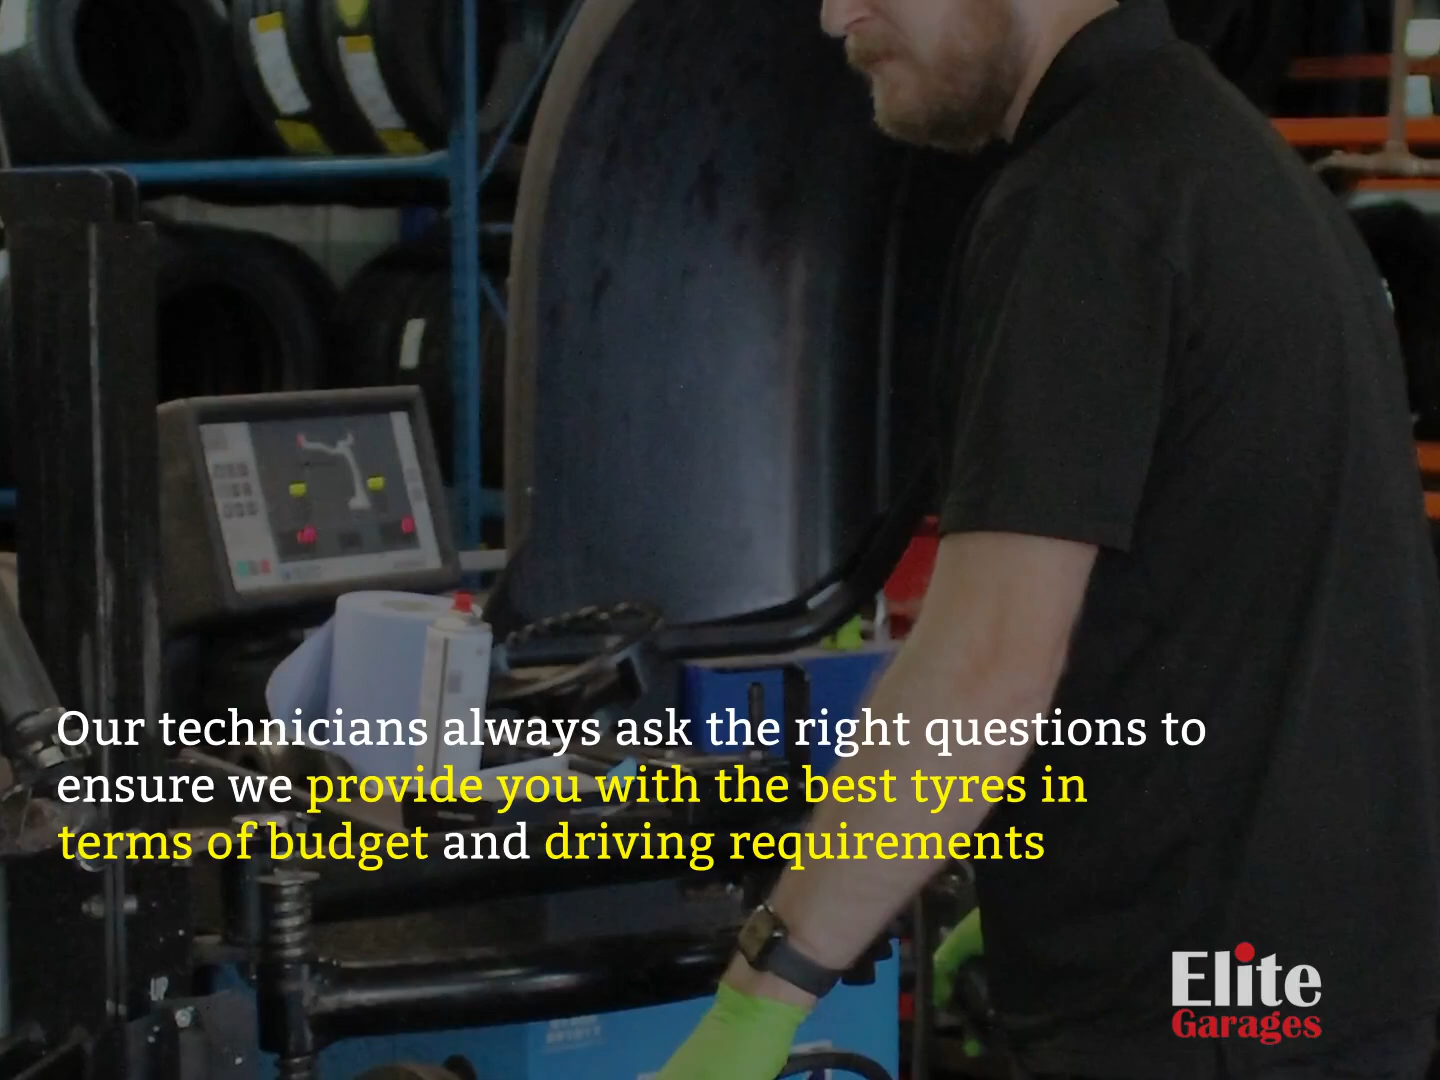 Our technicians always ask the right questions to
ensure we provide you with the best tyres in
terms of budget and driving requirements
Elite
Garages